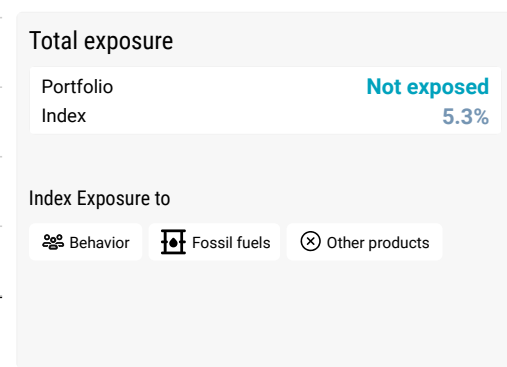 Total exposure
Portfolio Not exposed
Index 5.3%
Index Exposure to
Behavior Fossil fuels Other products